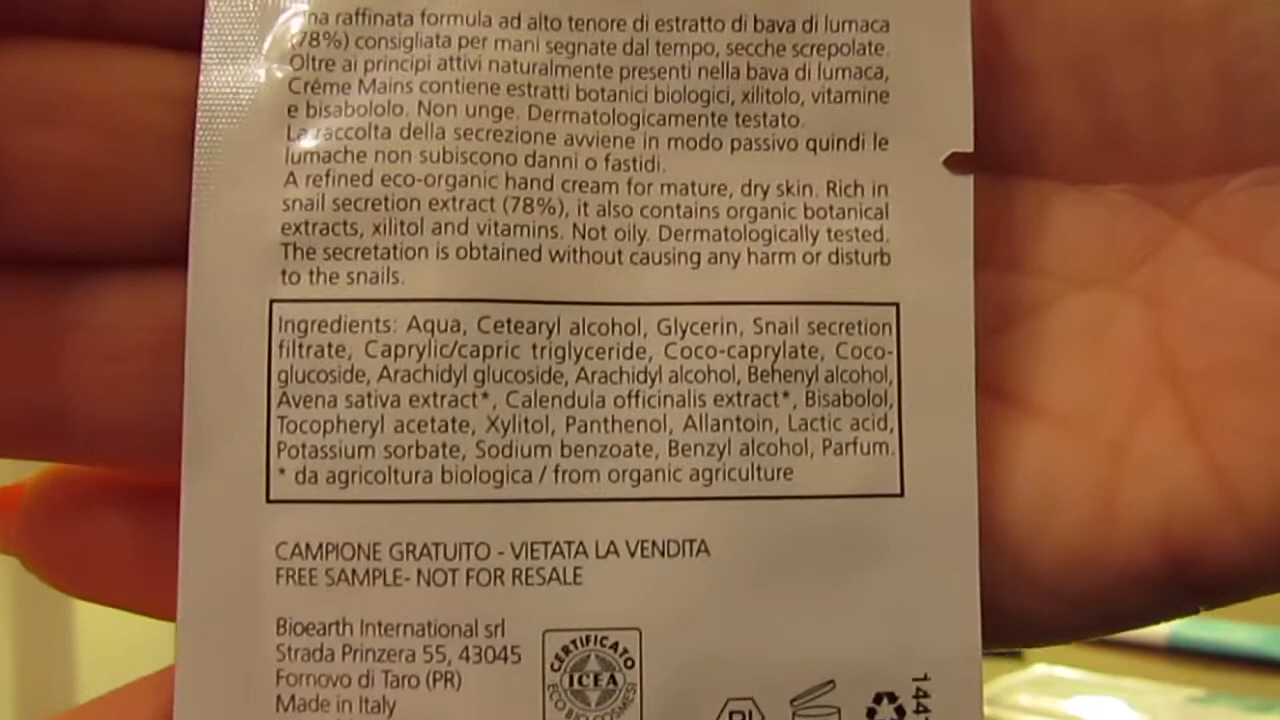 una raffinata formula ad alto tenore di estratto di bava di lumaca
(78%) consigliata per mani segnate dal tempo, secche screpolate.
Oltre ai principi attivi naturalmente presenti nella bava di lumaca,
Créme Mains contiene estratti botanici biologici, xilitolo, vitamine
e bisabololo. Non unge. Dermatologicamente testato.
La raccolta della secrezione avviene in modo passivo quindi le
lumache non subiscono danni o fastidi.
A refined eco-organic hand cream for mature, dry skin. Rich in
snail secretion extract (78%), it also contains organic botanical
extracts, xilitol and vitamins. Not oily. Dermatologically tested.
The secretation is obtained without causing any harm or disturb
to the snails.
Ingredients: Aqua, Cetearyl alcohol, Glycerin, Snail secretion
filtrate, Caprylic/capric triglyceride, Coco-caprylate, Coco-
glucoside, Arachidyl glucoside, Arachidyl alcohol, Behenyl alcohol,
Avena sativa extract*, Calendula officinalis extract*, Bisabolol,
Tocopheryl acetate, Xylitol, Panthenol, Allantoin, Lactic acid,
Potassium sorbate, Sodium benzoate, Benzyl alcohol, Parfum.
* da agricoltura biologica / from organic agriculture
CAMPIONE GRATUITO - VIETATA LA VENDITA
FREE SAMPLE- NOT FOR RESALE
Bioearth International srl
Strada Prinzera 55, 43045
Fornovo di Taro (PR)
Made in Italy
CERTIFICATO
ICEA
ECO BIO COSMESI